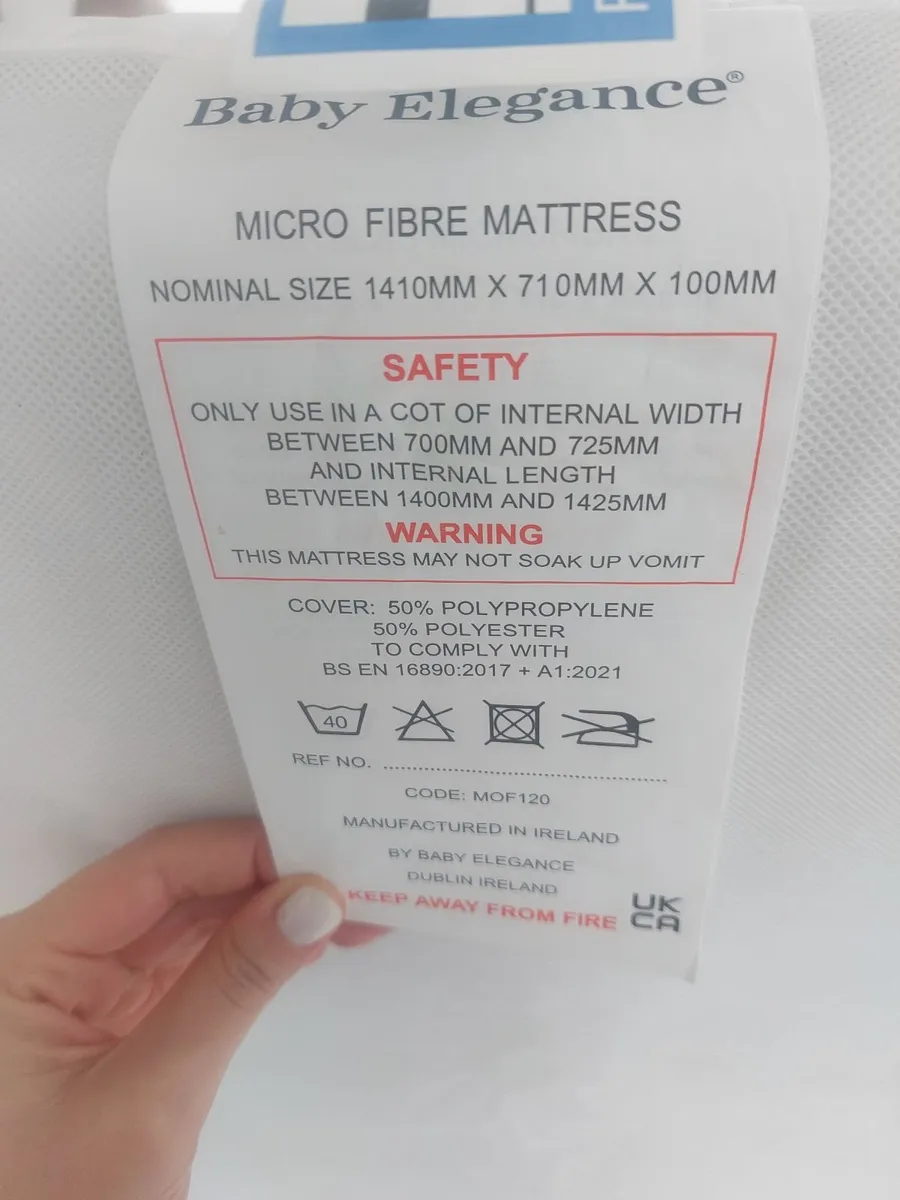 Baby Elegance®
MICRO FIBRE MATTRESS
NOMINAL SIZE 1410MM X 710MM X 100MM
SAFETY
ONLY USE IN A COT OF INTERNAL WIDTH
BETWEEN 700MM AND 725MM
AND INTERNAL LENGTH
BETWEEN 1400MM AND 1425MM
WARNING
THIS MATTRESS MAY NOT SOAK UP VOMIT
COVER: 50% POLYPROPYLENE
50% POLYESTER
TO COMPLY WITH
BS EN 16890:2017 + A1:2021
40
REF NO. ........................................................
CODE: MOF120
MANUFACTURED IN IRELAND
BY BABY ELEGANCE
DUBLIN IRELAND
KEEP AWAY FROM FIRE
UK
CA